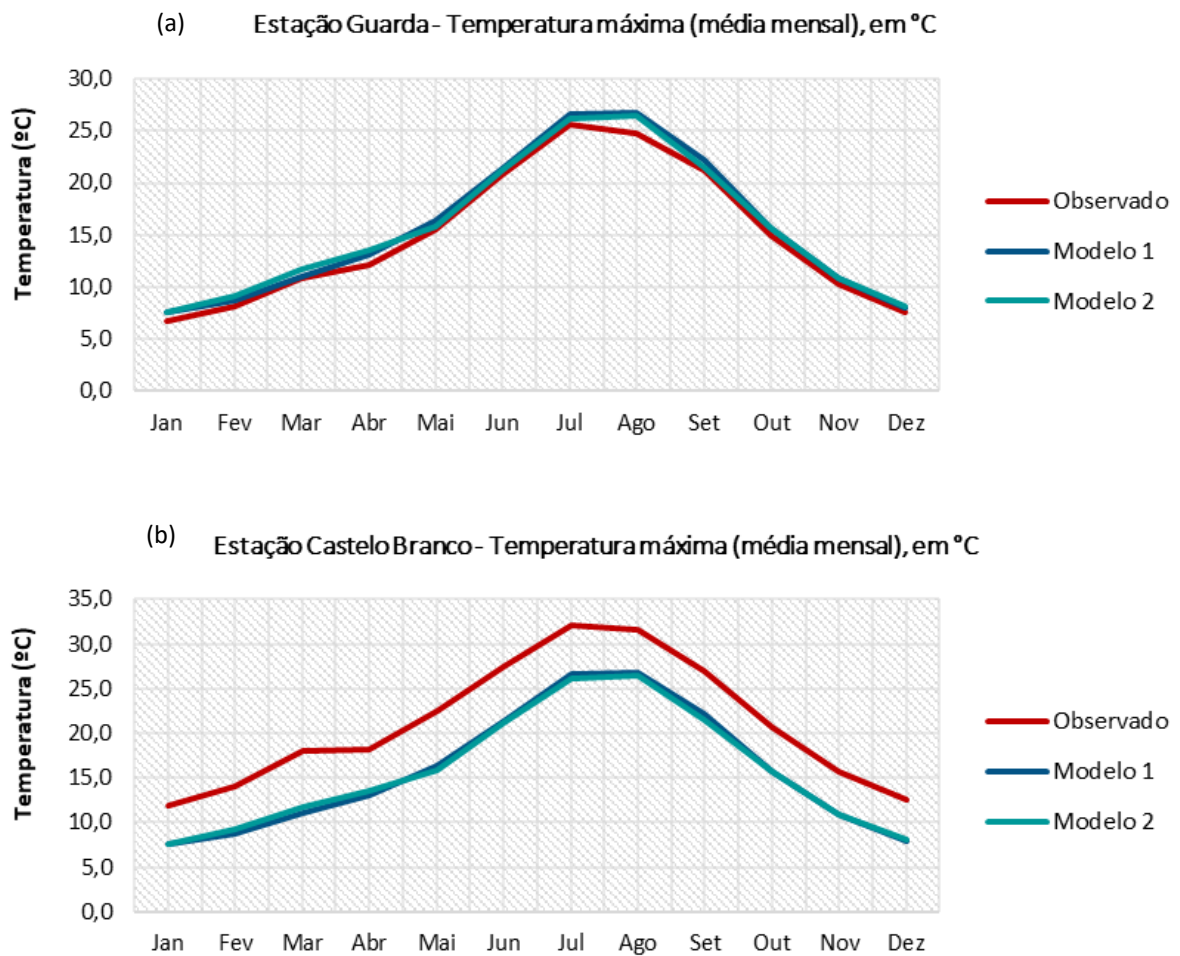 (a) Estação Guarda - Temperatura máxima (média mensal), em °C
Temperatura (ºC)
30,0
25,0
20,0
15,0
10,0
5,0
0,0
Jan Fev Mar Abr Mai Jun Jul Ago Set Out Nov Dez
Observado
Modelo 1
Modelo 2
(b) Estação Castelo Branco - Temperatura máxima (média mensal), em °C
Temperatura (ºC)
35,0
30,0
25,0
20,0
15,0
10,0
5,0
0,0
Jan Fev Mar Abr Mai Jun Jul Ago Set Out Nov Dez
Observado
Modelo 1
Modelo 2